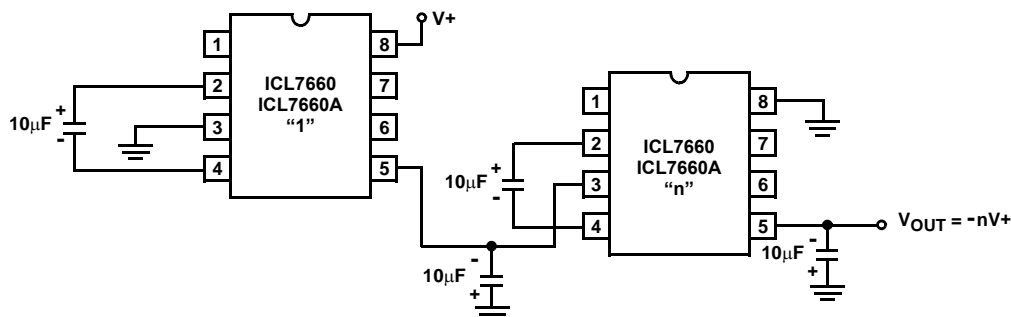 V+
1
8
2
ICL7660
ICL7660A
"1"
7
3
6
4
5
+
10µF
-
1
8
2
ICL7660
ICL7660A
"n"
7
3
6
4
5
+
10µF
-
-
10µF
+
-
10µF
+
VOUT = -nV+